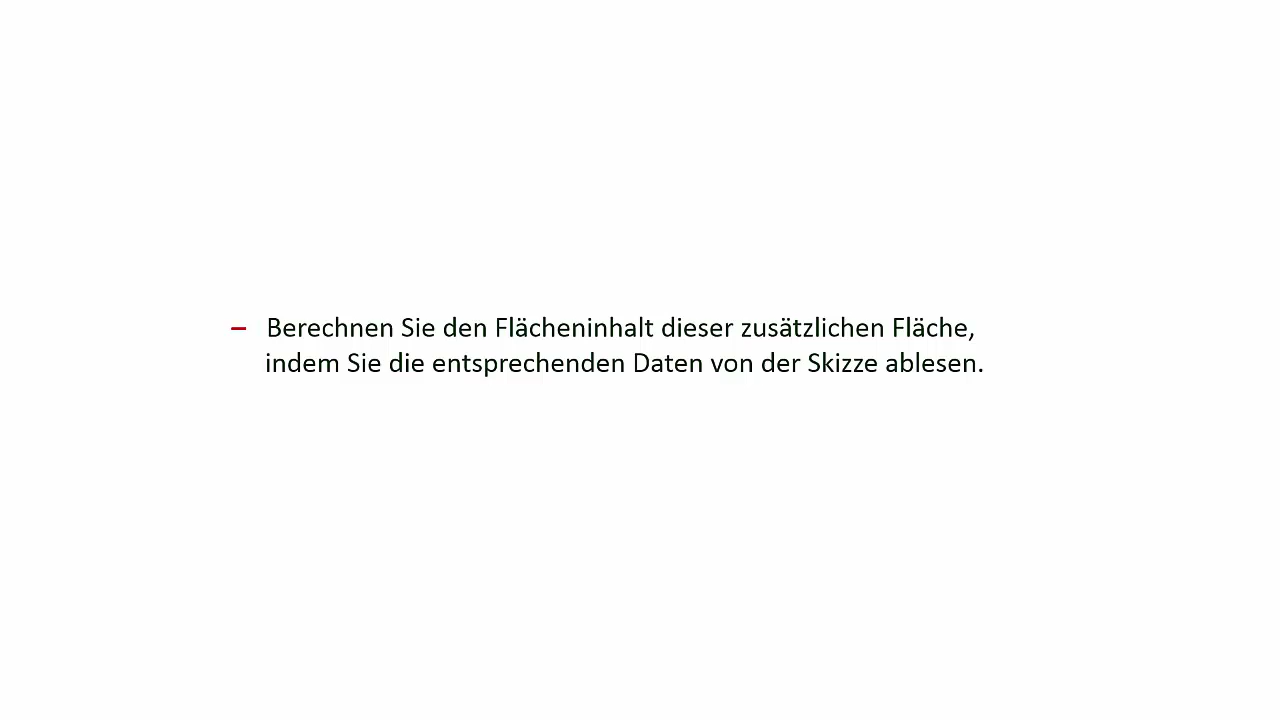 – Berechnen Sie den Flächeninhalt dieser zusätzlichen Fläche,
indem Sie die entsprechenden Daten von der Skizze ablesen.